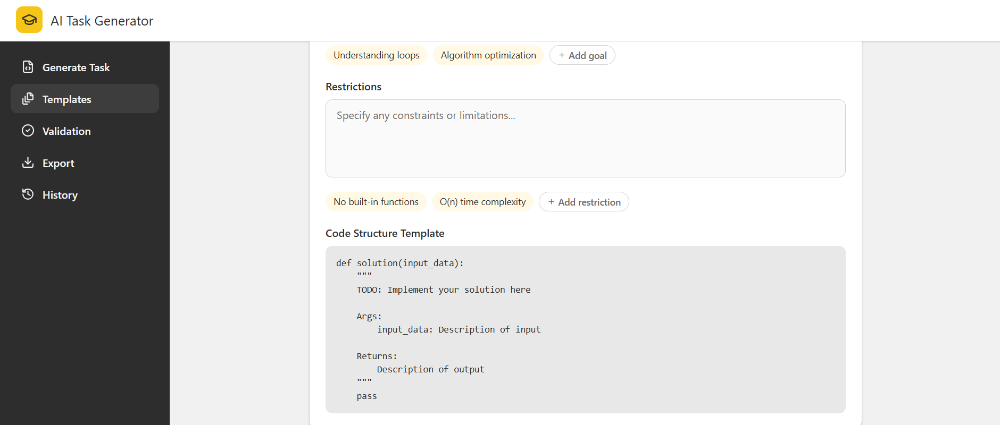 AI Task Generator
Generate Task
Templates
Validation
Export
History
Understanding loops
Algorithm optimization
+ Add goal
Restrictions
Specify any constraints or limitations...
No built-in functions
O(n) time complexity
+ Add restriction
Code Structure Template
def solution(input_data):
    """
    TODO: Implement your solution here

    Args:
        input_data: Description of input

    Returns:
        Description of output
    """
    pass